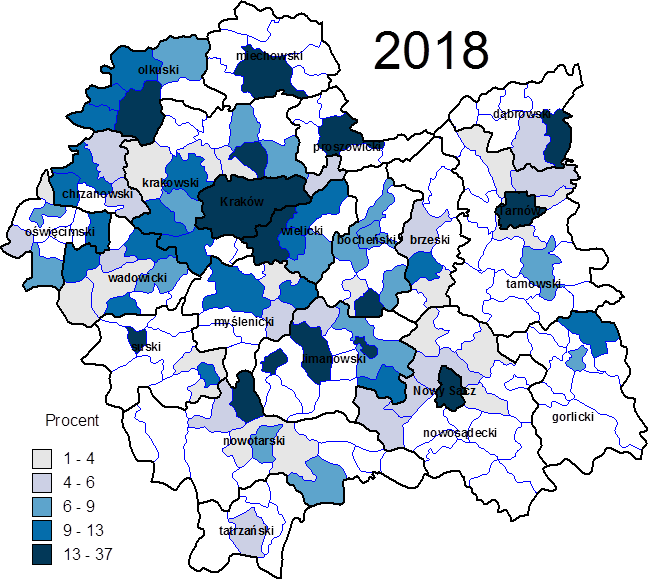 2018
miechowski
olkuski
dąbrowski
proszowicki
krakowski
chrzanowski
Kraków
Tarnów
oświęcimski
wielicki
bocheński
brzeski
wadowicki
tarnowski
myślenicki
suski
limanowski
Nowy Sącz
gorlicki
nowosądecki
nowotarski
tatrzański
Procent
1 - 4
4 - 6
6 - 9
9 - 13
13 - 37